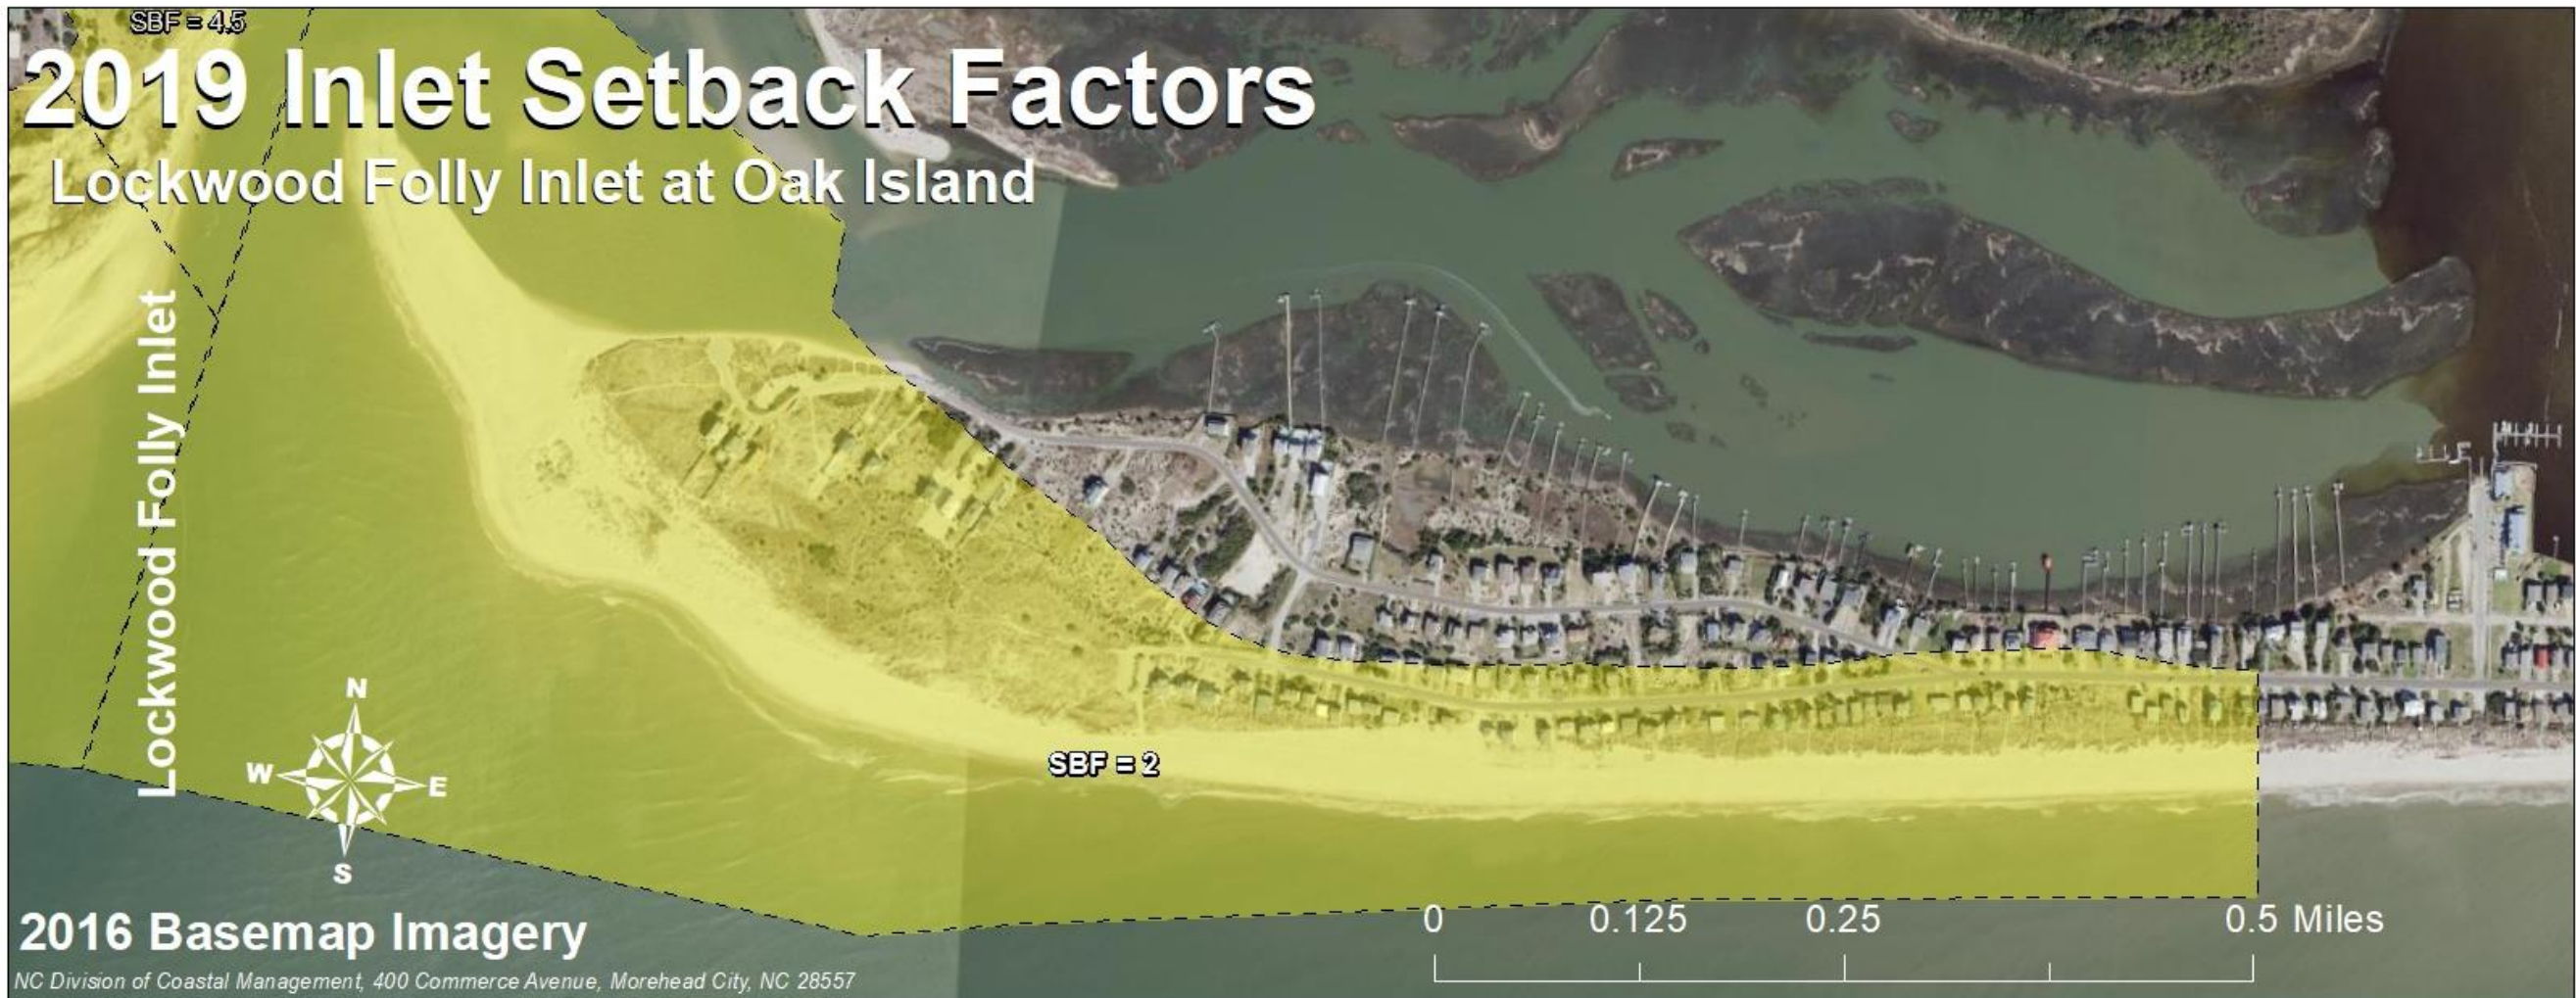 SBF = 4.5
2019 Inlet Setback Factors
Lockwood Folly Inlet at Oak Island
Lockwood Folly Inlet
N
W E
S
SBF = 2
0 0.125 0.25 0.5 Miles
2016 Basemap Imagery
NC Division of Coastal Management, 400 Commerce Avenue, Morehead City, NC 28557